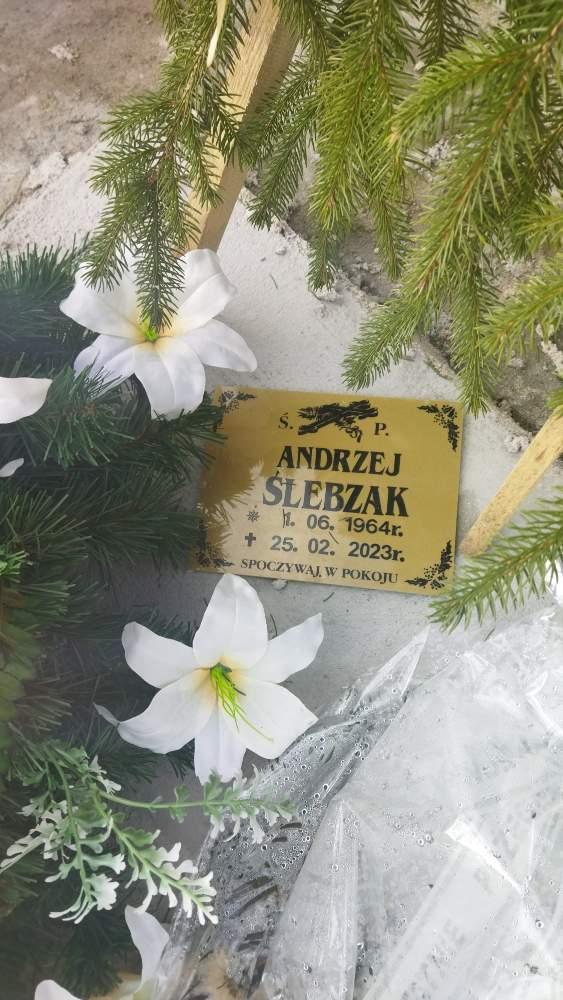 Ś. P.
ANDRZEJ
ŚLEBZAK
06. 1964r.
25. 02. 2023r.
SPOCZYWAJ W POKOJU